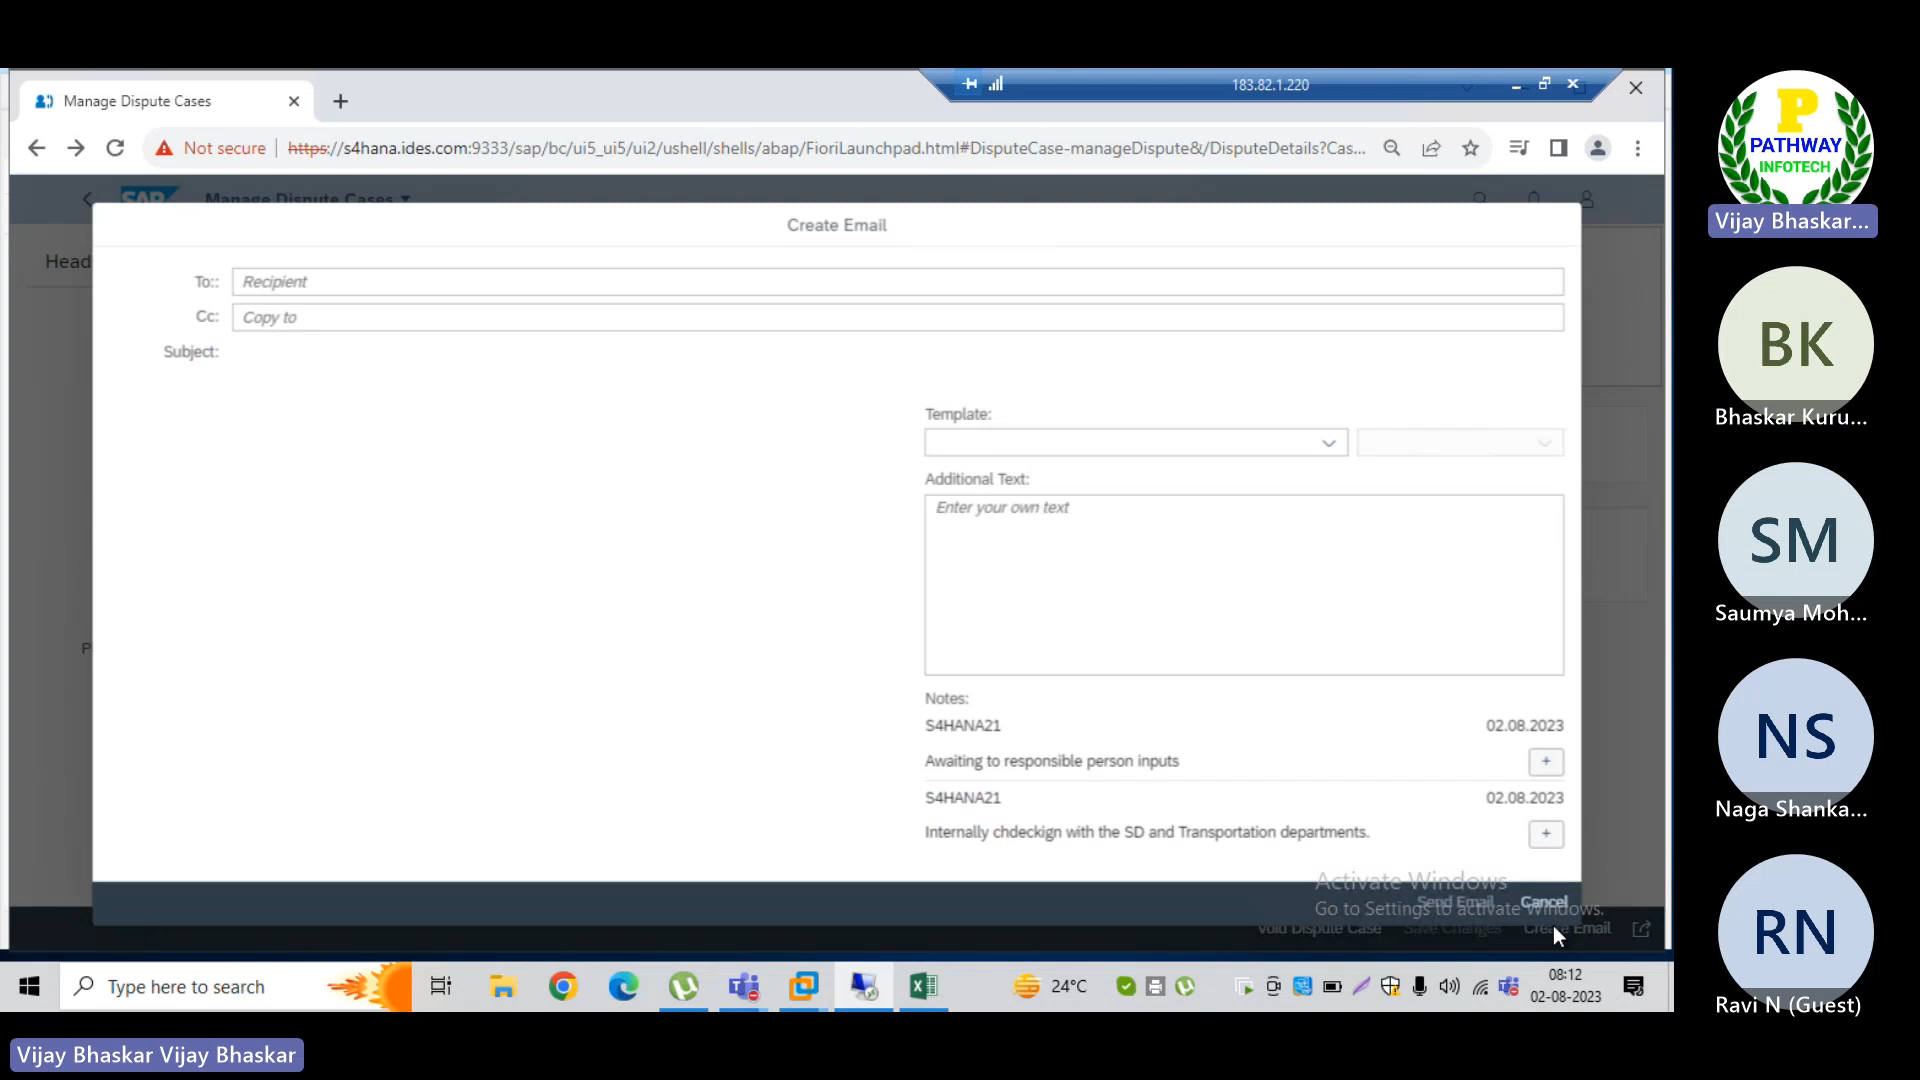 Manage Dispute Cases
183.82.1.220
Not secure
https://s4hana.ides.com:9333/sap/bc/ui5_ui5/ui2/ushell/shells/abap/FioriLaunchpad.html#DisputeCase-manageDispute&/DisputeDetails?Cas...
SAP
Manage Dispute Cases
Head
Create Email
To::
Recipient
Cc:
Copy to
Subject:
Template:
Additional Text:
Enter your own text
Notes:
S4HANA21
02.08.2023
Awaiting to responsible person inputs
+
S4HANA21
02.08.2023
Internally chdeckign with the SD and Transportation departments.
+
P
Activate Windows
Go to Settings to activate Windows.
Send Email
Cancel
Void Dispute Case
Save Changes
Create Email
Type here to search
24°C
08:12
02-08-2023
P
PATHWAY
INFOTECH
Vijay Bhaskar...
BK
Bhaskar Kuru...
SM
Saumya Moh...
NS
Naga Shanka...
RN
Ravi N (Guest)
Vijay Bhaskar Vijay Bhaskar